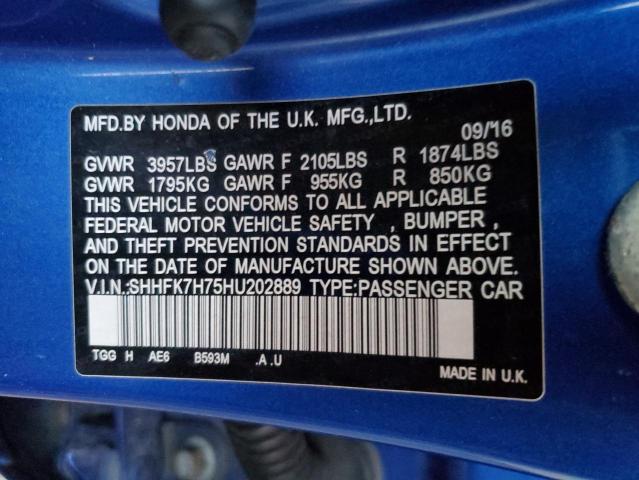 MFD.BY HONDA OF THE U.K. MFG.,LTD.
09/16
GVWR 3957LBS GAWR F 2105LBS R 1874LBS
GVWR 1795KG GAWR F 955KG R 850KG
THIS VEHICLE CONFORMS TO ALL APPLICABLE
FEDERAL MOTOR VEHICLE SAFETY , BUMPER ,
AND THEFT PREVENTION STANDARDS IN EFFECT
ON THE DATE OF MANUFACTURE SHOWN ABOVE.
V.I.N.:SHHFK7H75HU202889 TYPE:PASSENGER CAR
TGG H AE6 B593M .A .U
MADE IN U.K.